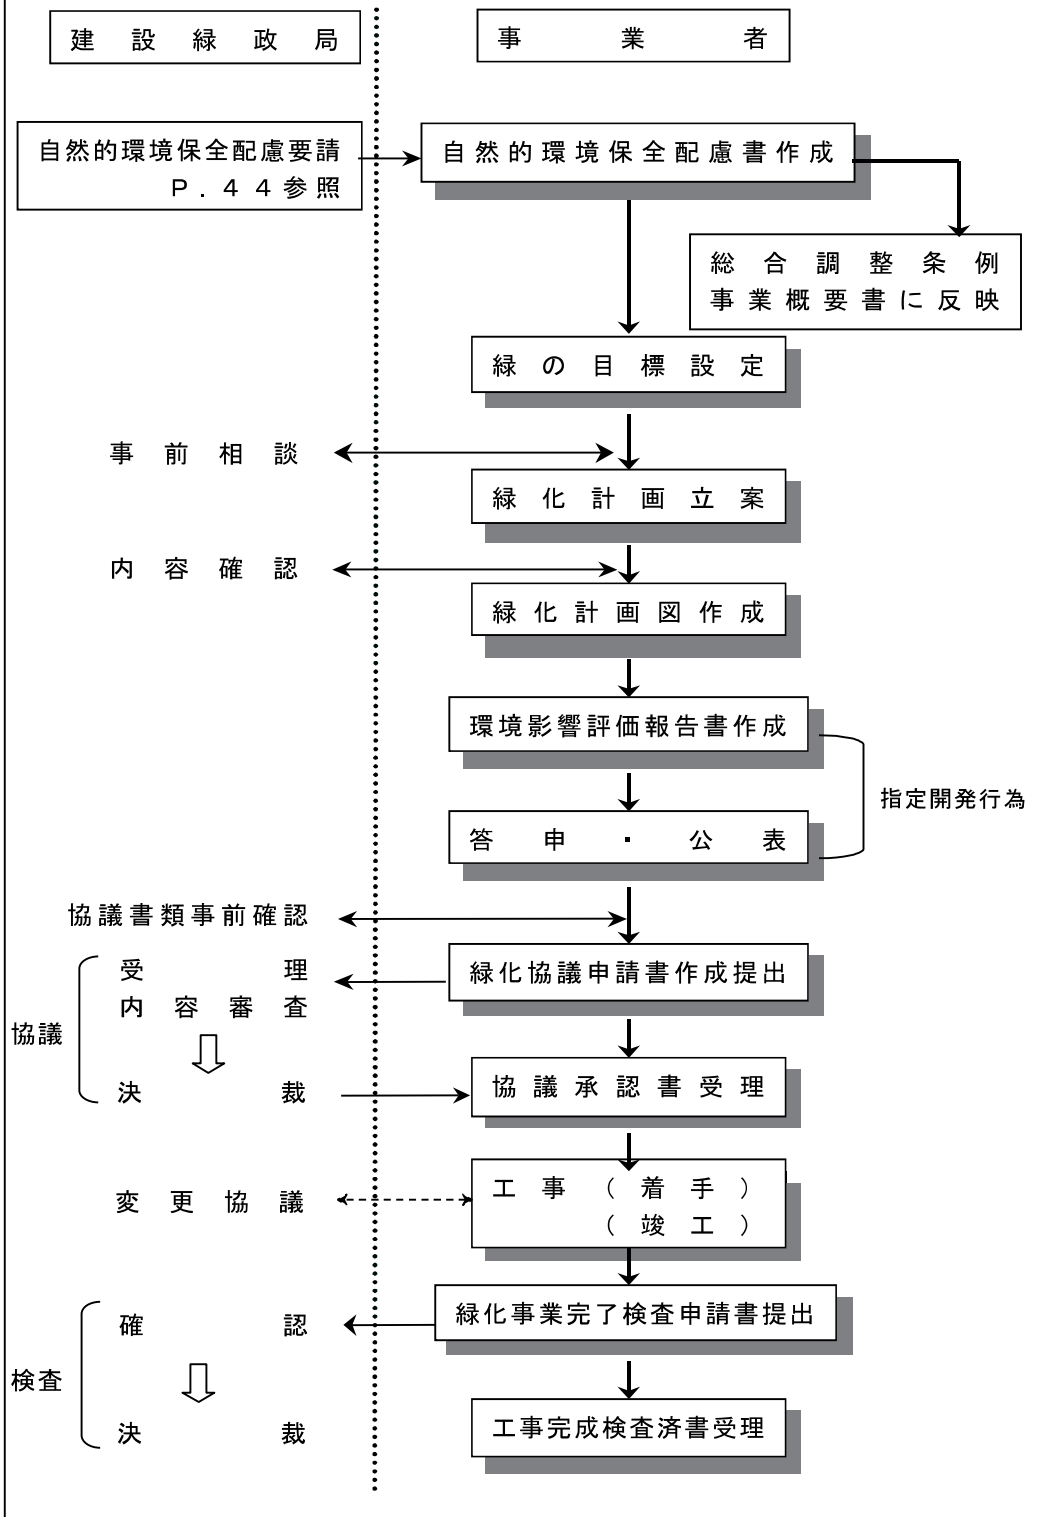 建設緑政局
事業者
自然的環境保全配慮要請
Ｐ．４４参照
自然的環境保全配慮書作成
総合調整条例
事業概要書に反映
緑の目標設定
事前相談
緑化計画立案
内容確認
緑化計画図作成
環境影響評価報告書作成
指定開発行為
答申・公表
協議書類事前確認
緑化協議申請書作成提出
受理
内容審査
協議
決裁
協議承認書受理
工事（着手）
（竣工）
変更協議
緑化事業完了検査申請書提出
確認
検査
決裁
工事完成検査済書受理